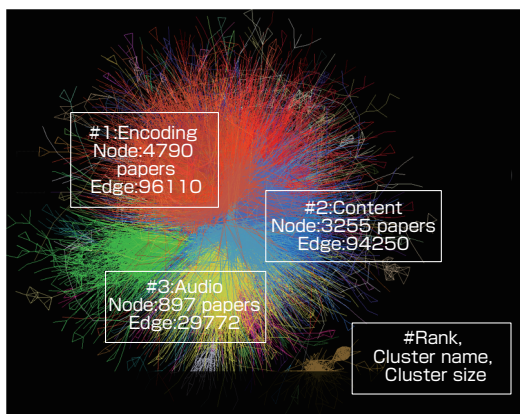 #1:Encoding
Node:4790
papers
Edge:96110
#2:Content
Node:3255 papers
Edge:94250
#3:Audio
Node:897 papers
Edge:29772
#Rank,
Cluster name,
Cluster size